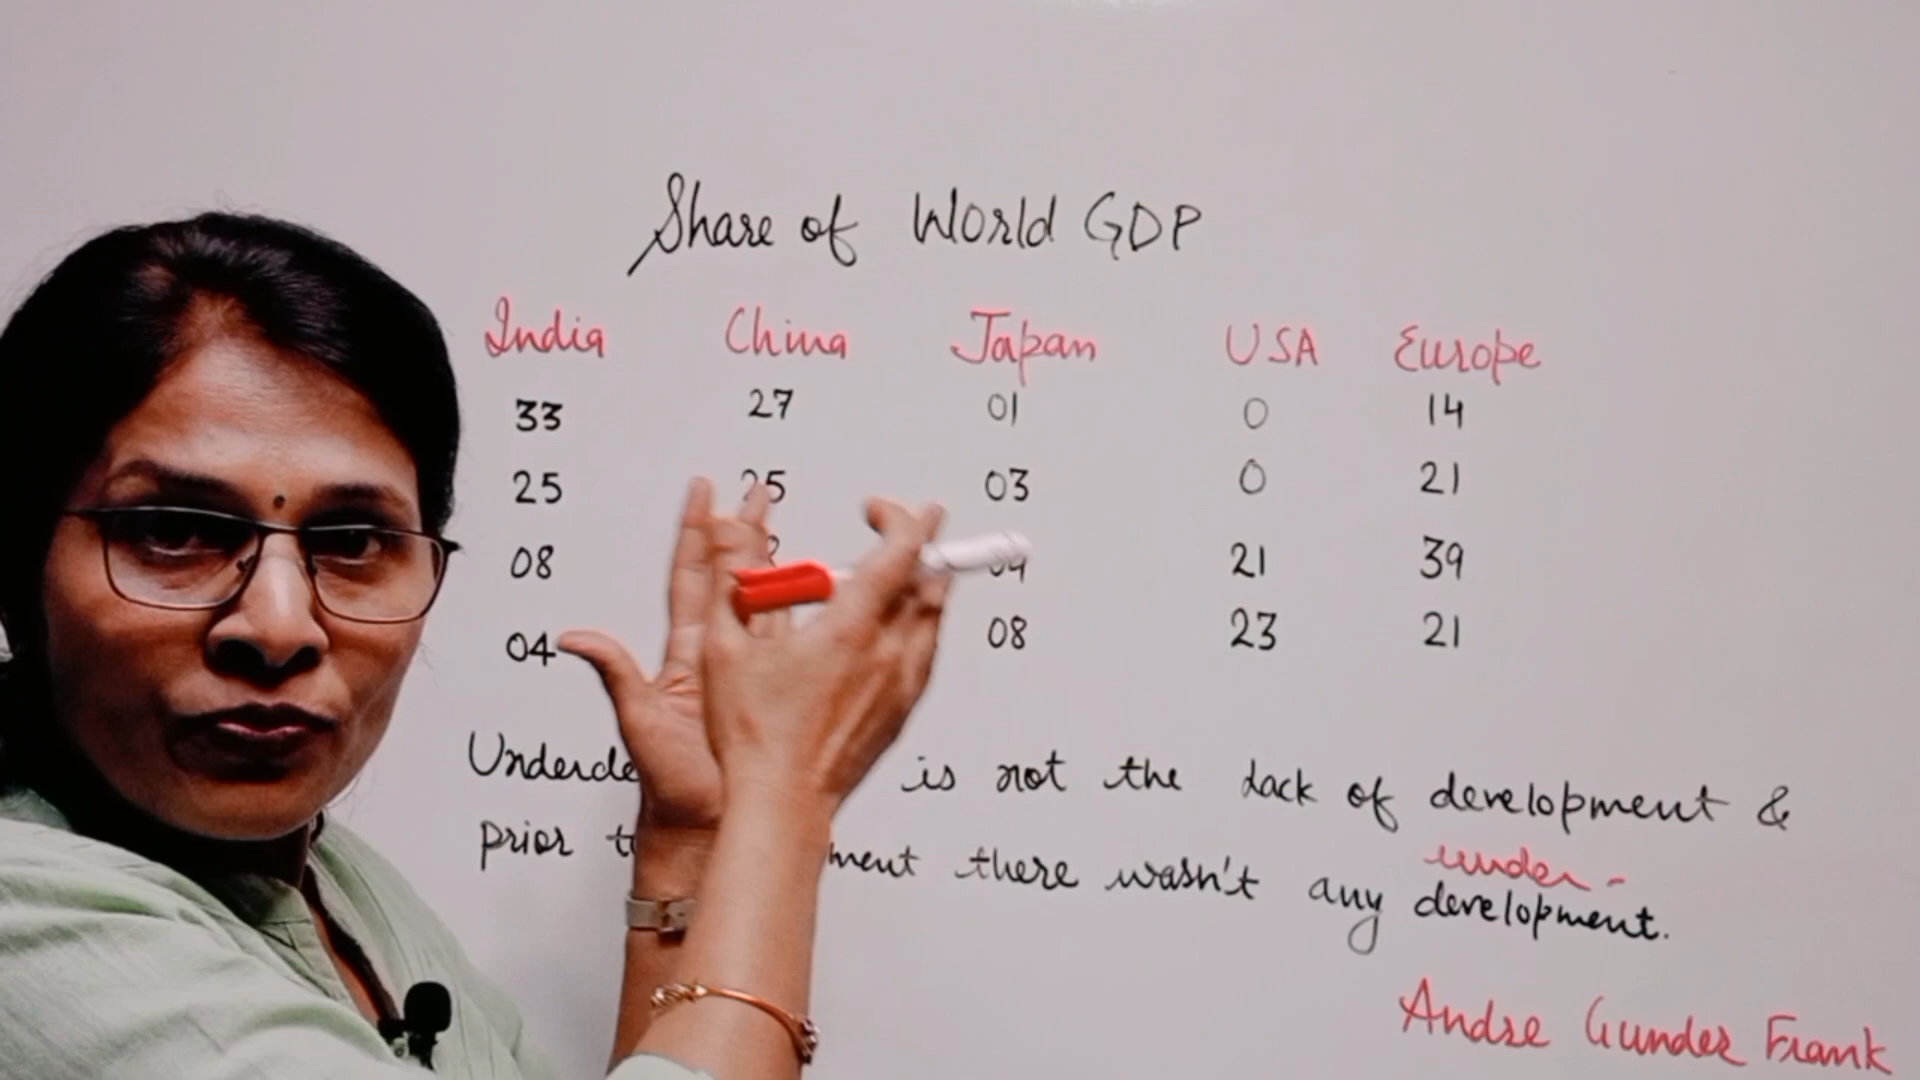 Share of World GDP
India China Japan USA Europe
33 27 01 0 14
25 25 03 0 21
08 21 39
04 08 23 21
is not the lack of development &
prior there wasn't any development.
under-
Andre Gunder Frank